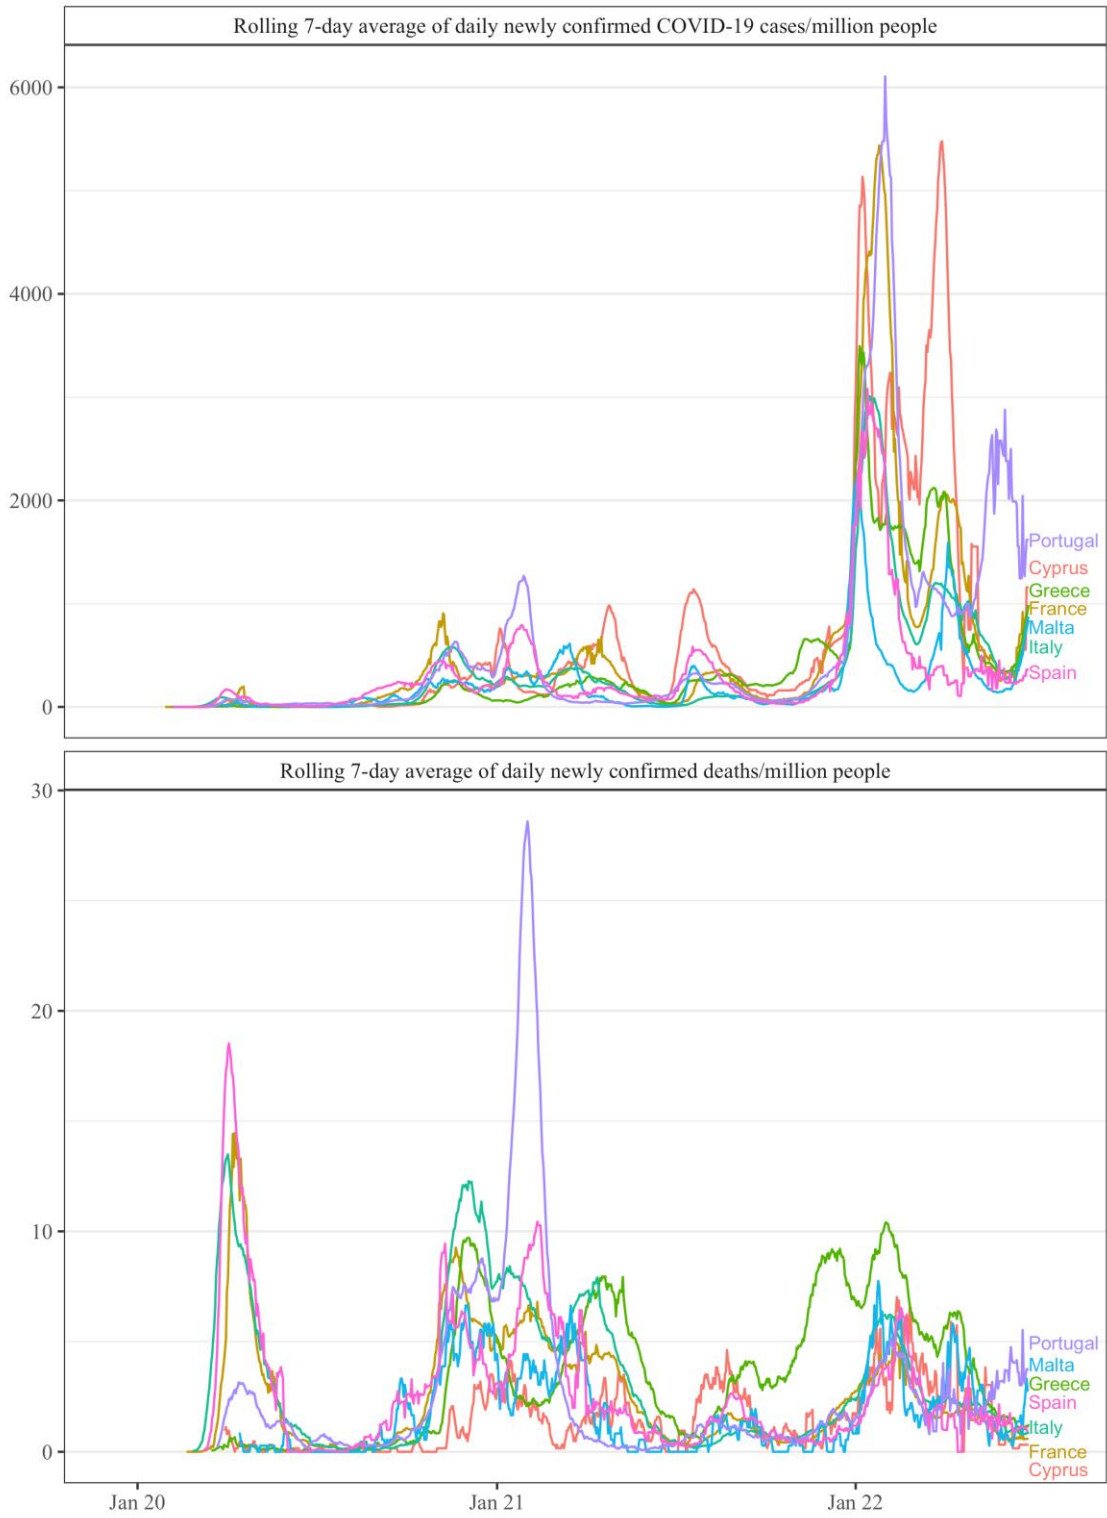 Rolling 7-day average of daily newly confirmed COVID-19 cases/million people
6000
4000
2000
0
Portugal
Cyprus
Greece
France
Malta
Italy
Spain
Rolling 7-day average of daily newly confirmed deaths/million people
30
20
10
0
Portugal
Malta
Greece
Spain
Italy
France
Cyprus
Jan 20
Jan 21
Jan 22